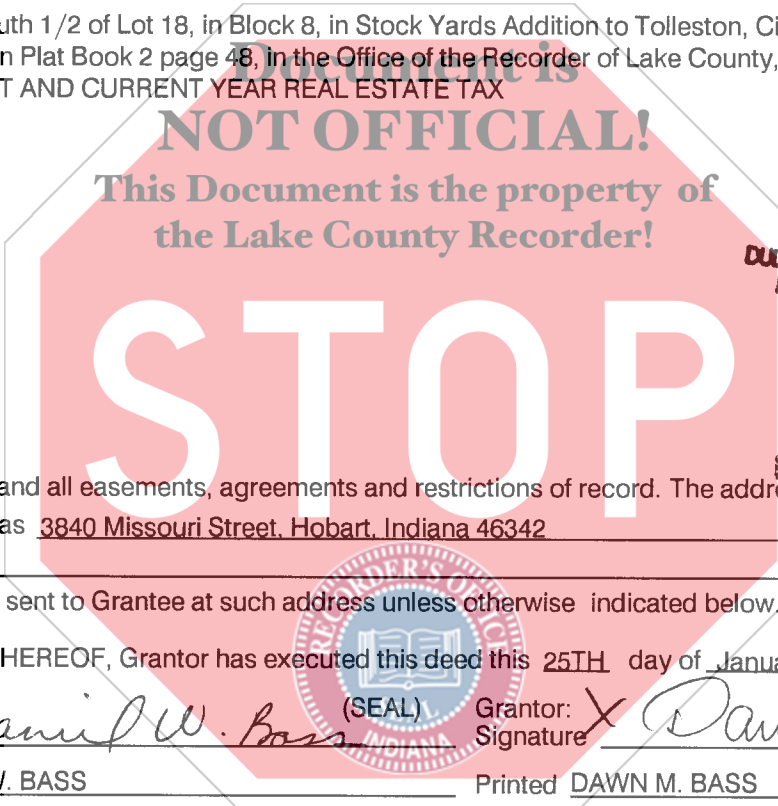 uth 1/2 of Lot 18, in Block 8, in Stock Yards Addition to Tolleston, Ci
n Plat Book 2 page 48, in the Office of the Recorder of Lake County,
T AND CURRENT YEAR REAL ESTATE TAX
Document is
NOT OFFICIAL!
This Document is the property of
the Lake County Recorder!
STOP
and all easements, agreements and restrictions of record. The addre
as 3840 Missouri Street, Hobart, Indiana 46342
sent to Grantee at such address unless otherwise indicated below.
HEREOF, Grantor has executed this deed this 25TH day of Janua
RECORDER'S OFFICE
SEAL
INDIANA
aniel W. Bass (SEAL) Grantor: X Daw
Signature
W. BASS Printed DAWN M. BASS